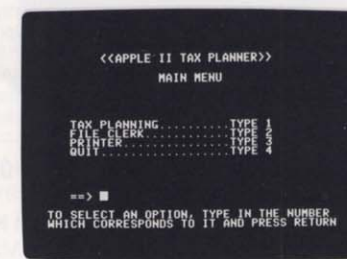 <<APPLE II TAX PLANNER>>
MAIN MENU
TAX PLANNING..........TYPE 1
FILE CLERK............TYPE 2
PRINTER...............TYPE 3
QUIT..................TYPE 4
==>
TO SELECT AN OPTION, TYPE IN THE NUMBER
WHICH CORRESPONDS TO IT AND PRESS RETURN